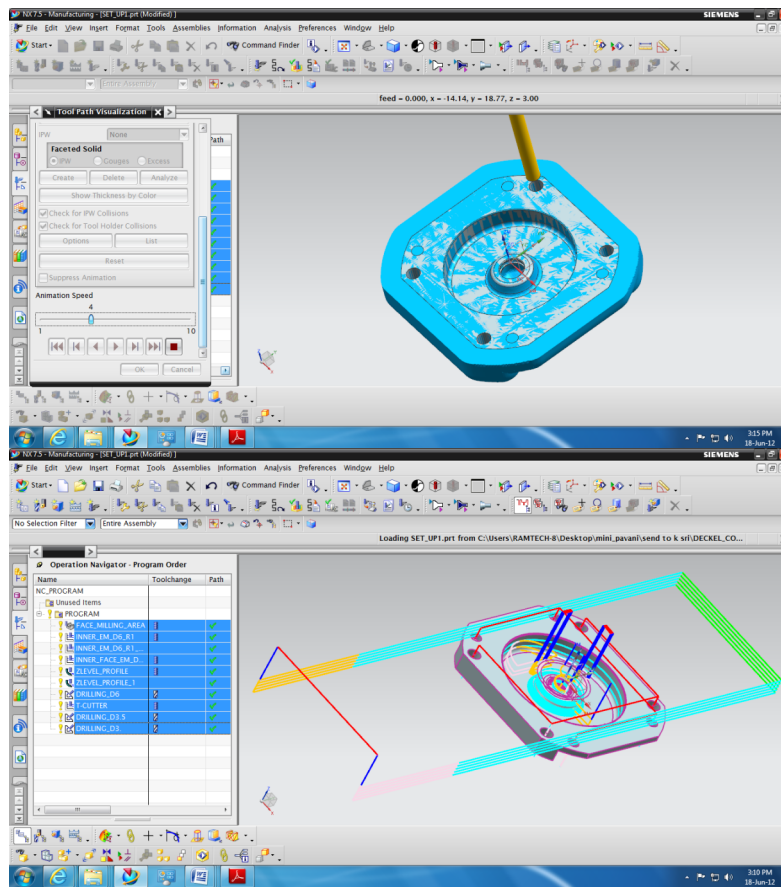 NX 7.5 - Manufacturing - [SET_UP1.prt (Modified) ]
SIEMENS
File Edit View Insert Format Tools Assemblies Information Analysis Preferences Window Help
Start Command Finder
Entire Assembly
feed = 0.000, x = -14.14, y = 18.77, z = 3.00
Tool Path Visualization
Path
IPW None
Faceted Solid
IPW Gouges Excess
Create Delete Analyze
Show Thickness by Color
Check for IPW Collisions
Check for Tool Holder Collisions
Options List
Reset
Suppress Animation
Animation Speed
4
1 10
OK Cancel
3:15 PM
18-Jun-12
NX 7.5 - Manufacturing - [SET_UP1.prt (Modified) ]
SIEMENS
File Edit View Insert Format Tools Assemblies Information Analysis Preferences Window Help
Start Command Finder
No Selection Filter Entire Assembly
Loading SET_UP1.prt from C:\Users\RAMTECH-8\Desktop\mini_pavani\send to k sri\DECKEL_CO...
Operation Navigator - Program Order
Name Toolchange Path
NC_PROGRAM
Unused Items
PROGRAM
FACE_MILLING_AREA
INNER_EM_D6_R1
INNER_EM_D6_R1_...
INNER_FACE_EM_D...
ZLEVEL_PROFILE
ZLEVEL_PROFILE_1
DRILLING_D6
T-CUTTER
DRILLING_D3.5
DRILLING_D3.
3:10 PM
18-Jun-12